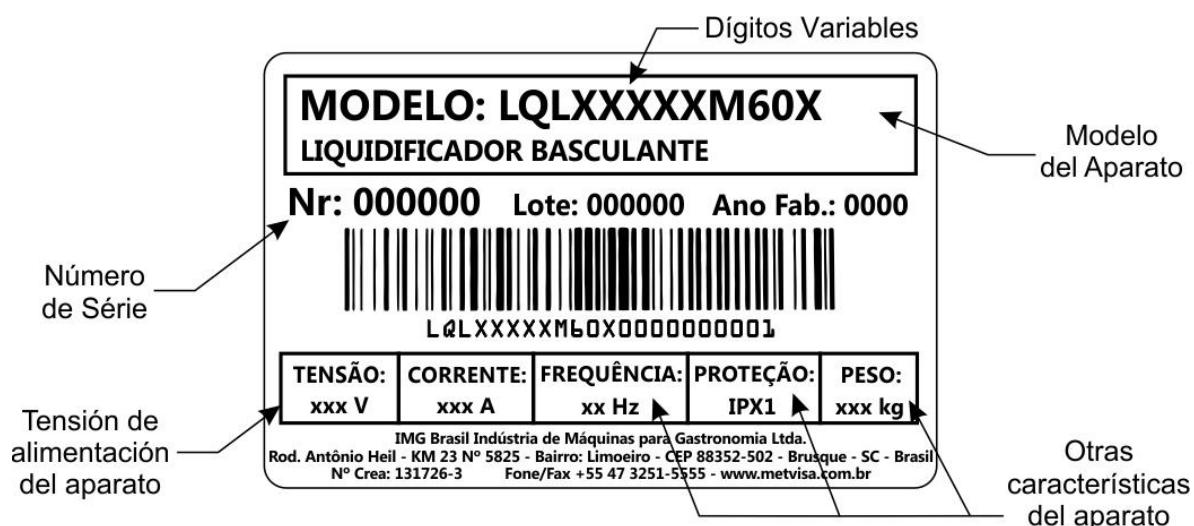 Dígitos Variables
MODELO: LQLXXXXXM60X
LIQUIDIFICADOR BASCULANTE
Modelo
del Aparato
Nr: 000000 Lote: 000000 Ano Fab.: 0000
Número
de Série
LQLXXXXXM60X0000000001
TENSÃO: CORRENTE: FREQUÊNCIA: PROTEÇÃO: PESO:
xxx V xxx A xx Hz IPX1 xxx kg
Tensión de
alimentación
del aparato
IMG Brasil Indústria de Máquinas para Gastronomia Ltda.
Rod. Antônio Heil - KM 23 Nº 5825 - Bairro: Limoeiro - CEP 88352-502 - Brusque - SC - Brasil
Nº Crea: 131726-3 Fone/Fax +55 47 3251-5555 - www.metvisa.com.br
Otras
características
del aparato